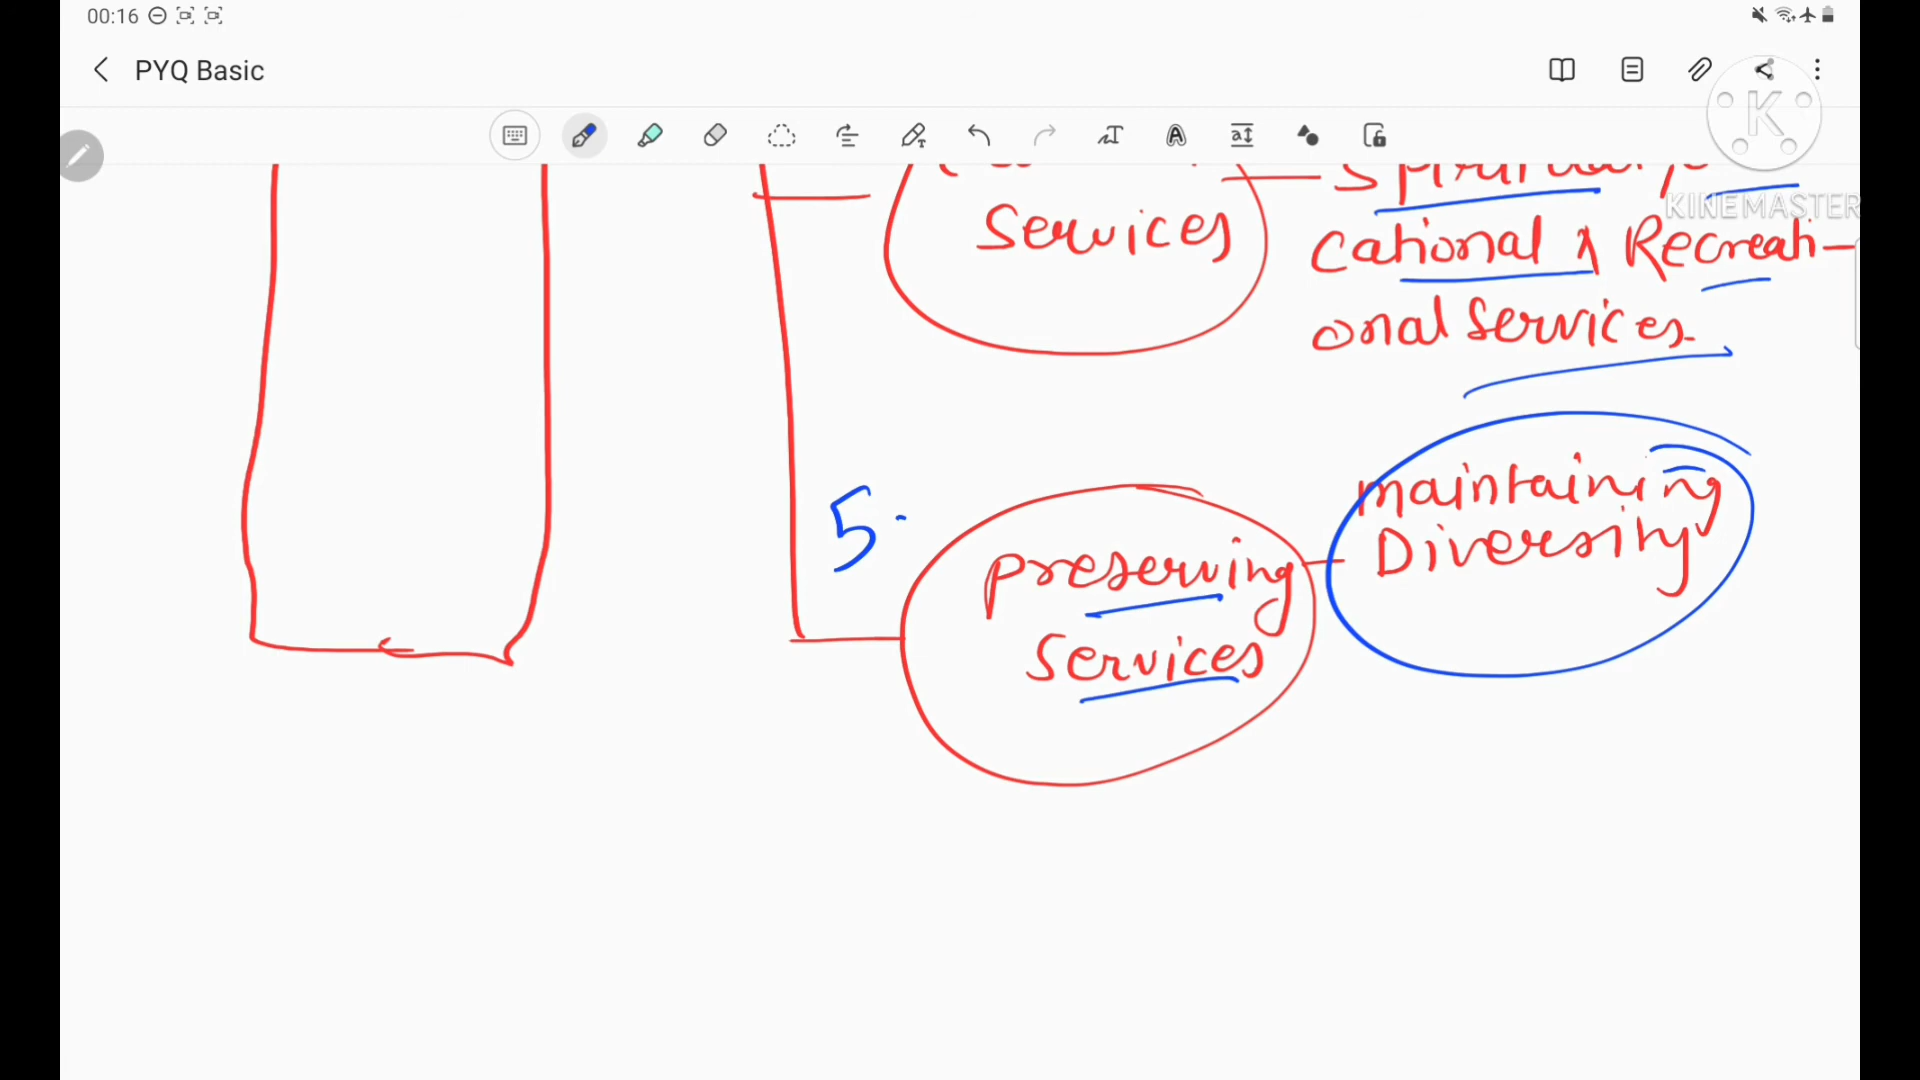 00:16
PYQ Basic
K
KINEMASTER
Services
Cational & Recreati-
onal Services.
5.
maintaining
Diversity
Preserving
Services